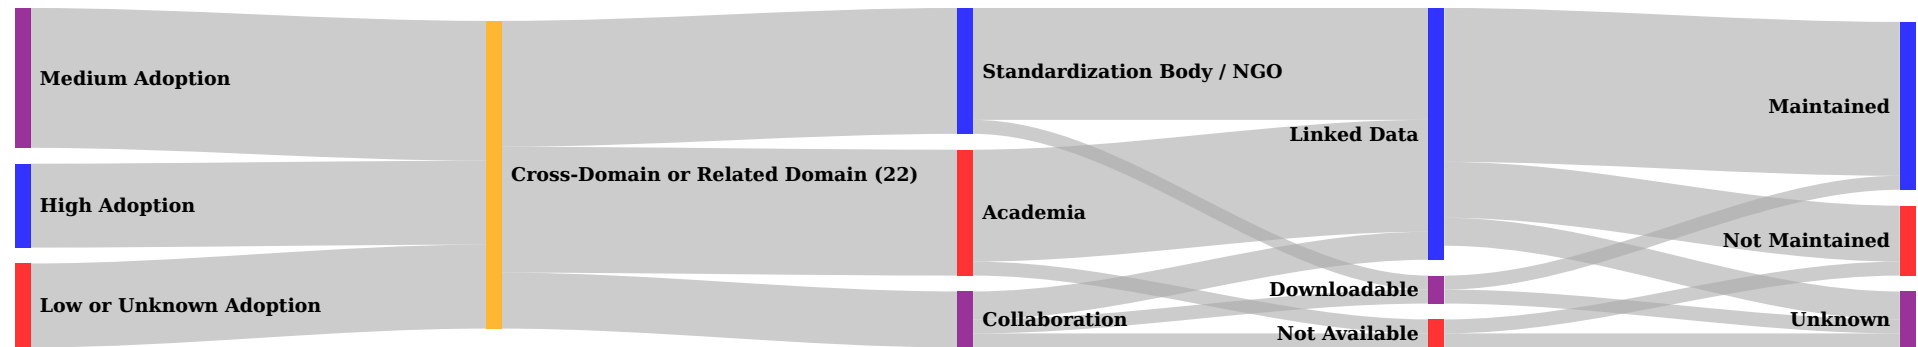 Medium Adoption
High Adoption
Low or Unknown Adoption
Cross-Domain or Related Domain (22)
Standardization Body / NGO
Academia
Collaboration
Linked Data
Downloadable
Not Available
Maintained
Not Maintained
Unknown